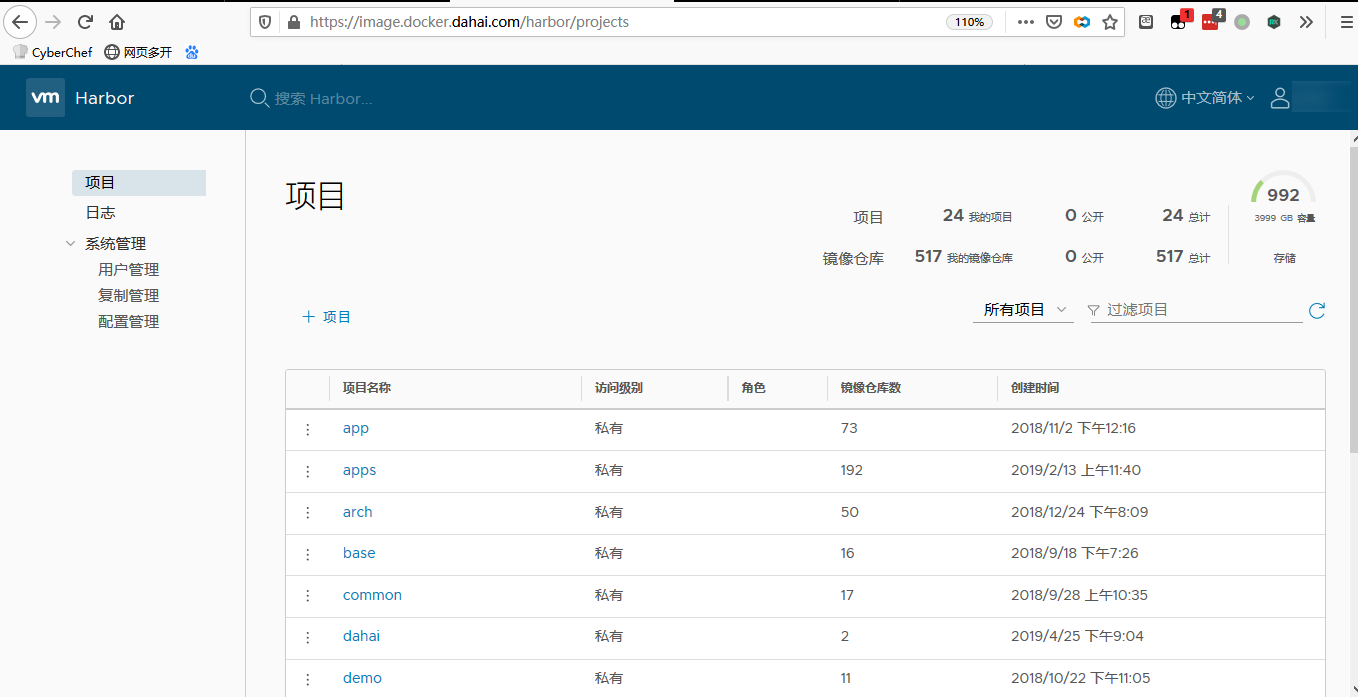 https://image.docker.dahai.com/harbor/projects 110% 1 4
CyberChef 网页多开
vm Harbor 搜索 Harbor... 中文简体
项目
日志
系统管理
用户管理
复制管理
配置管理
项目
项目 24 我的项目 0 公开 24 总计
镜像仓库 517 我的镜像仓库 0 公开 517 总计
992
3999 GB 容量
存储
+ 项目 所有项目 过滤项目
项目名称 访问级别 角色 镜像仓库数 创建时间
app 私有 73 2018/11/2 下午12:16
apps 私有 192 2019/2/13 上午11:40
arch 私有 50 2018/12/24 下午8:09
base 私有 16 2018/9/18 下午7:26
common 私有 17 2018/9/28 上午10:35
dahai 私有 2 2019/4/25 下午9:04
demo 私有 11 2018/10/22 下午11:05